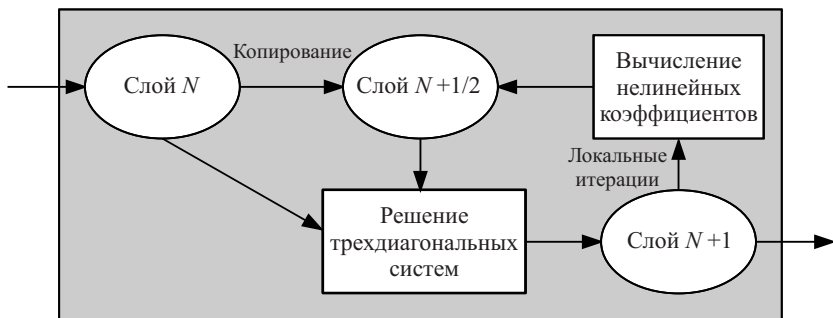 Слой N
Копирование
Слой N +1/2
Вычисление
нелинейных
коэффициентов
Локальные
итерации
Решение
трехдиагональных
систем
Слой N +1